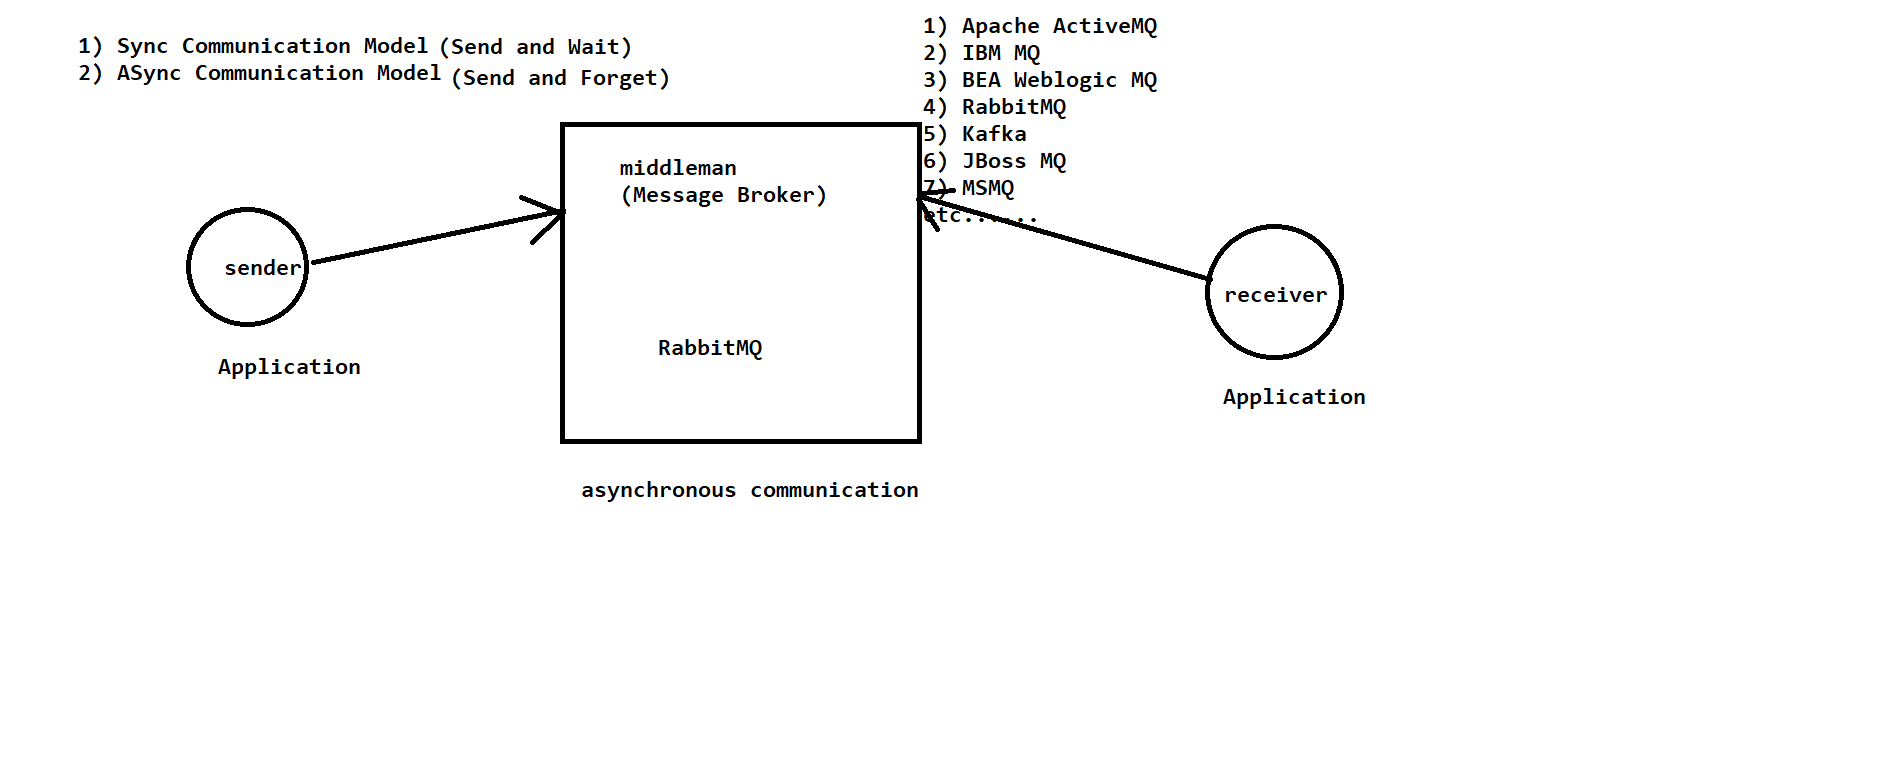 1) Sync Communication Model (Send and Wait)
2) ASync Communication Model (Send and Forget)
1) Apache ActiveMQ
2) IBM MQ
3) BEA Weblogic MQ
4) RabbitMQ
5) Kafka
6) JBoss MQ
7) MSMQ
etc......
middleman
(Message Broker)
sender
receiver
RabbitMQ
Application
Application
asynchronous communication